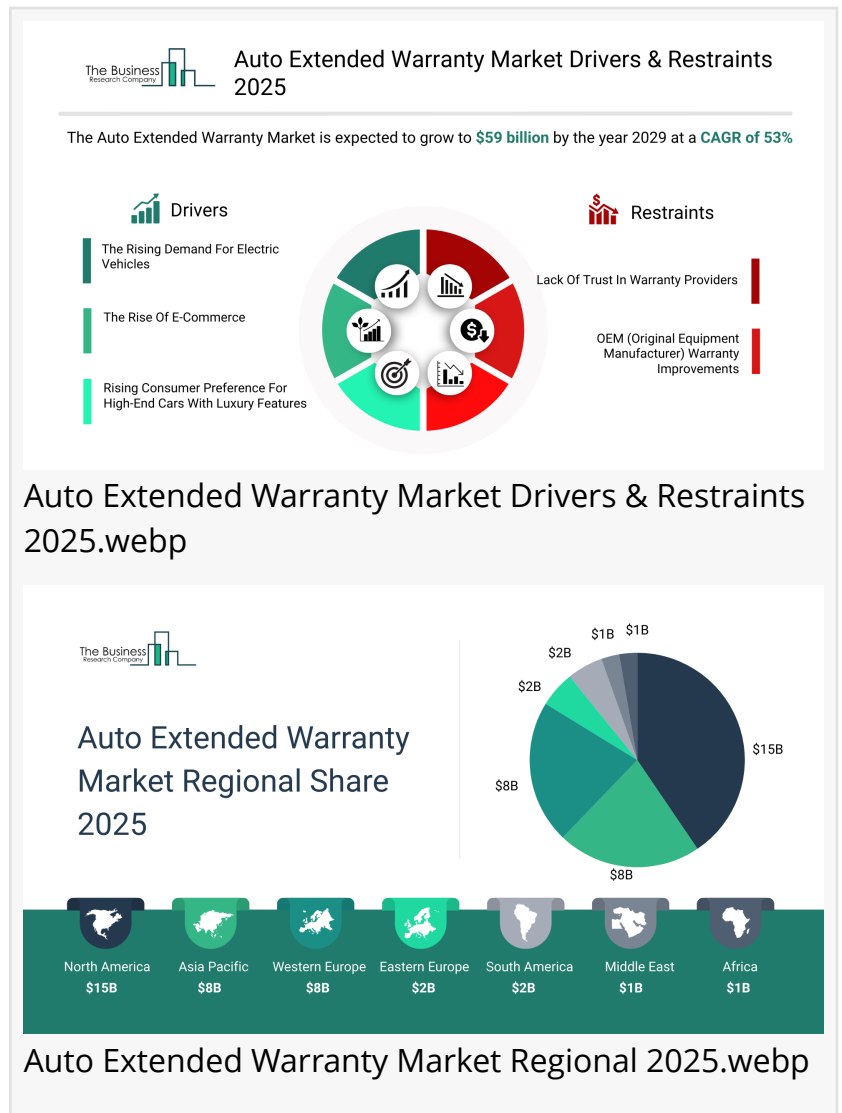 The Business
Research Company
Auto Extended Warranty Market Drivers & Restraints
2025
The Auto Extended Warranty Market is expected to grow to $59 billion by the year 2029 at a CAGR of 53%
Drivers
The Rising Demand For Electric
Vehicles
The Rise Of E-Commerce
Rising Consumer Preference For
High-End Cars With Luxury Features
$
$
Restraints
Lack Of Trust In Warranty Providers
OEM (Original Equipment
Manufacturer) Warranty
Improvements
Auto Extended Warranty Market Drivers & Restraints
2025.webp
The Business
Research Company
Auto Extended Warranty
Market Regional Share
2025
$1B
$1B
$2B
$2B
$15B
$8B
$8B
North America
$15B
Asia Pacific
$8B
Western Europe
$8B
Eastern Europe
$2B
South America
$2B
Middle East
$1B
Africa
$1B
Auto Extended Warranty Market Regional 2025.webp